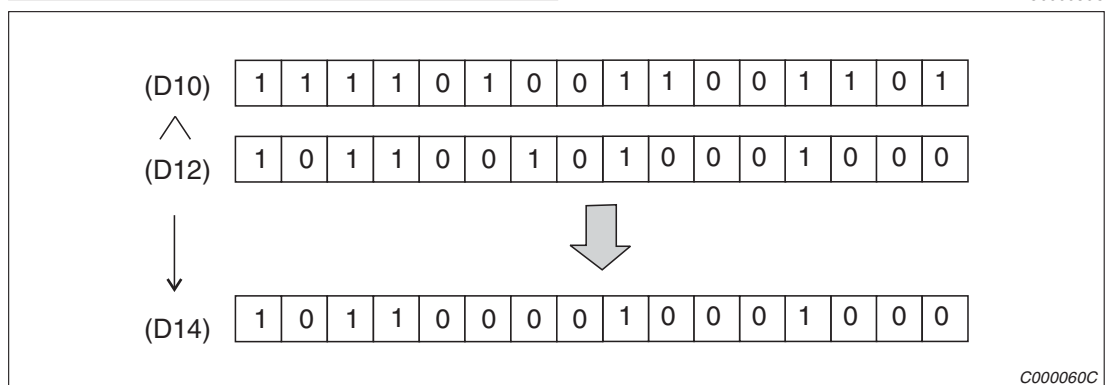 (D10) 1 1 1 1 0 1 0 0 1 1 0 0 1 1 0 1
(D12) 1 0 1 1 0 0 1 0 1 0 0 0 1 0 0 0
(D14) 1 0 1 1 0 0 0 0 1 0 0 0 1 0 0 0
C000060C